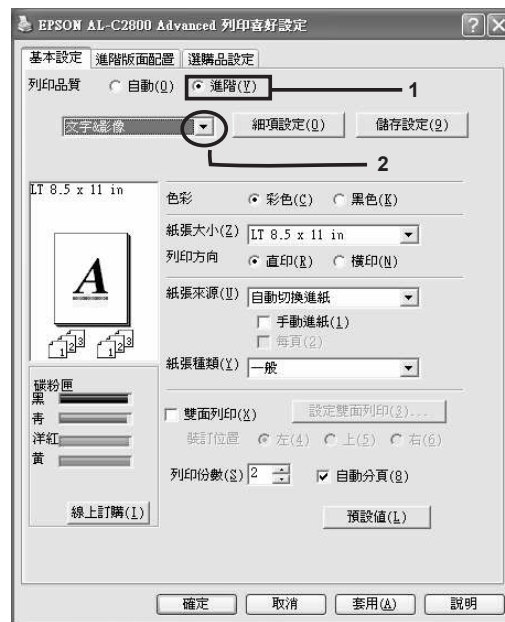 EPSON AL-C2800 Advanced 列印喜好設定
基本設定 進階版面配置 選購品設定
列印品質 自動(0) 進階(Y) 1
文字&影像 細項設定(Q) 儲存設定(9)
2
LT 8.5 x 11 in
色彩 彩色(C) 黑色(K)
紙張大小(Z) LT 8.5 x 11 in
列印方向 直印(R) 橫印(N)
A
紙張來源(U) 自動切換進紙
手動進紙(1)
每頁(2)
1 2 3 1 2 3
紙張種類(Y) 一般
碳粉匣
黑
青
洋紅
黃
雙面列印(X) 設定雙面列印(3)...
裝訂位置 左(4) 上(5) 右(6)
列印份數(S) 2 自動分頁(8)
線上訂購(I)
預設值(L)
確定 取消 套用(A) 說明